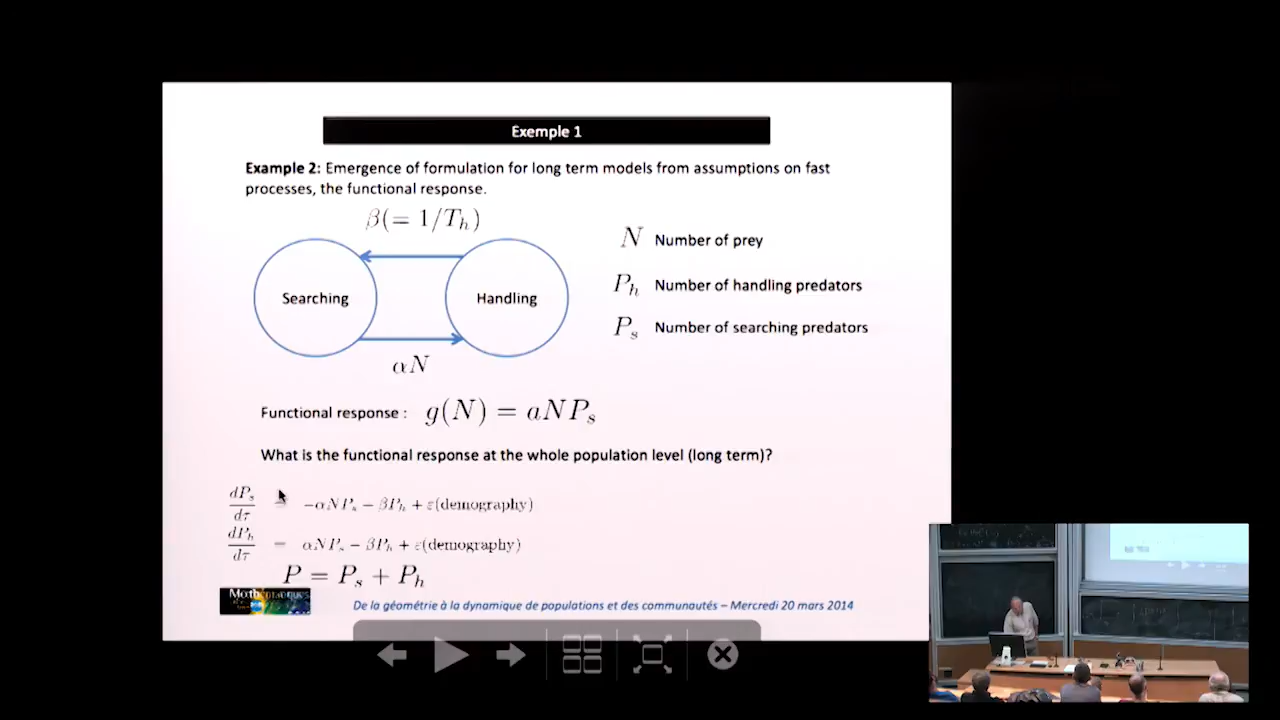 Exemple 1
Example 2: Emergence of formulation for long term models from assumptions on fast
processes, the functional response.
β(= 1/T_h)
Searching
Handling
αN
N Number of prey
P_h Number of handling predators
P_s Number of searching predators
Functional response : g(N) = aNP_s
What is the functional response at the whole population level (long term)?
dP_s/dτ = −αNP_s − βP_h + ε(demography)
dP_h/dτ = αNP_s − βP_h + ε(demography)
P = P_s + P_h
De la géométrie à la dynamique de populations et des communautés – Mercredi 20 mars 2014